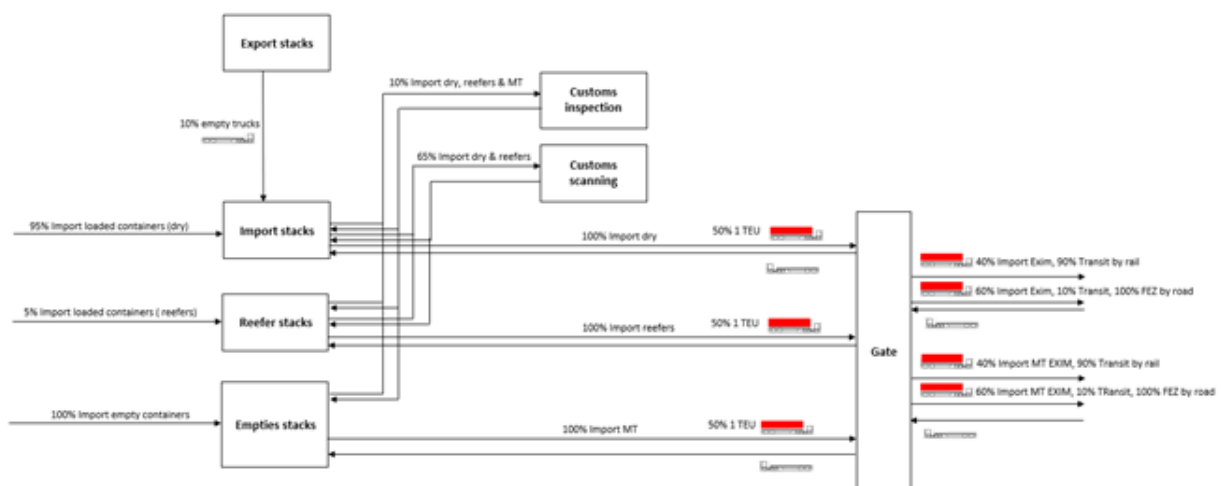 Export stacks
10% Import dry, reefers & MT
Customs
inspection
10% empty trucks
65% Import dry & reefers
Customs
scanning
95% Import loaded containers (dry)
Import stacks
100% Import dry
50% 1 TEU
40% Import Exim, 90% Transit by rail
60% Import Exim, 10% Transit, 100% FEZ by road
5% Import loaded containers ( reefers)
Reefer stacks
100% Import reefers
50% 1 TEU
Gate
40% Import MT EXIM, 90% Transit by rail
60% Import MT EXIM, 10% TRansit, 100% FEZ by road
100% Import empty containers
Empties stacks
100% Import MT
50% 1 TEU